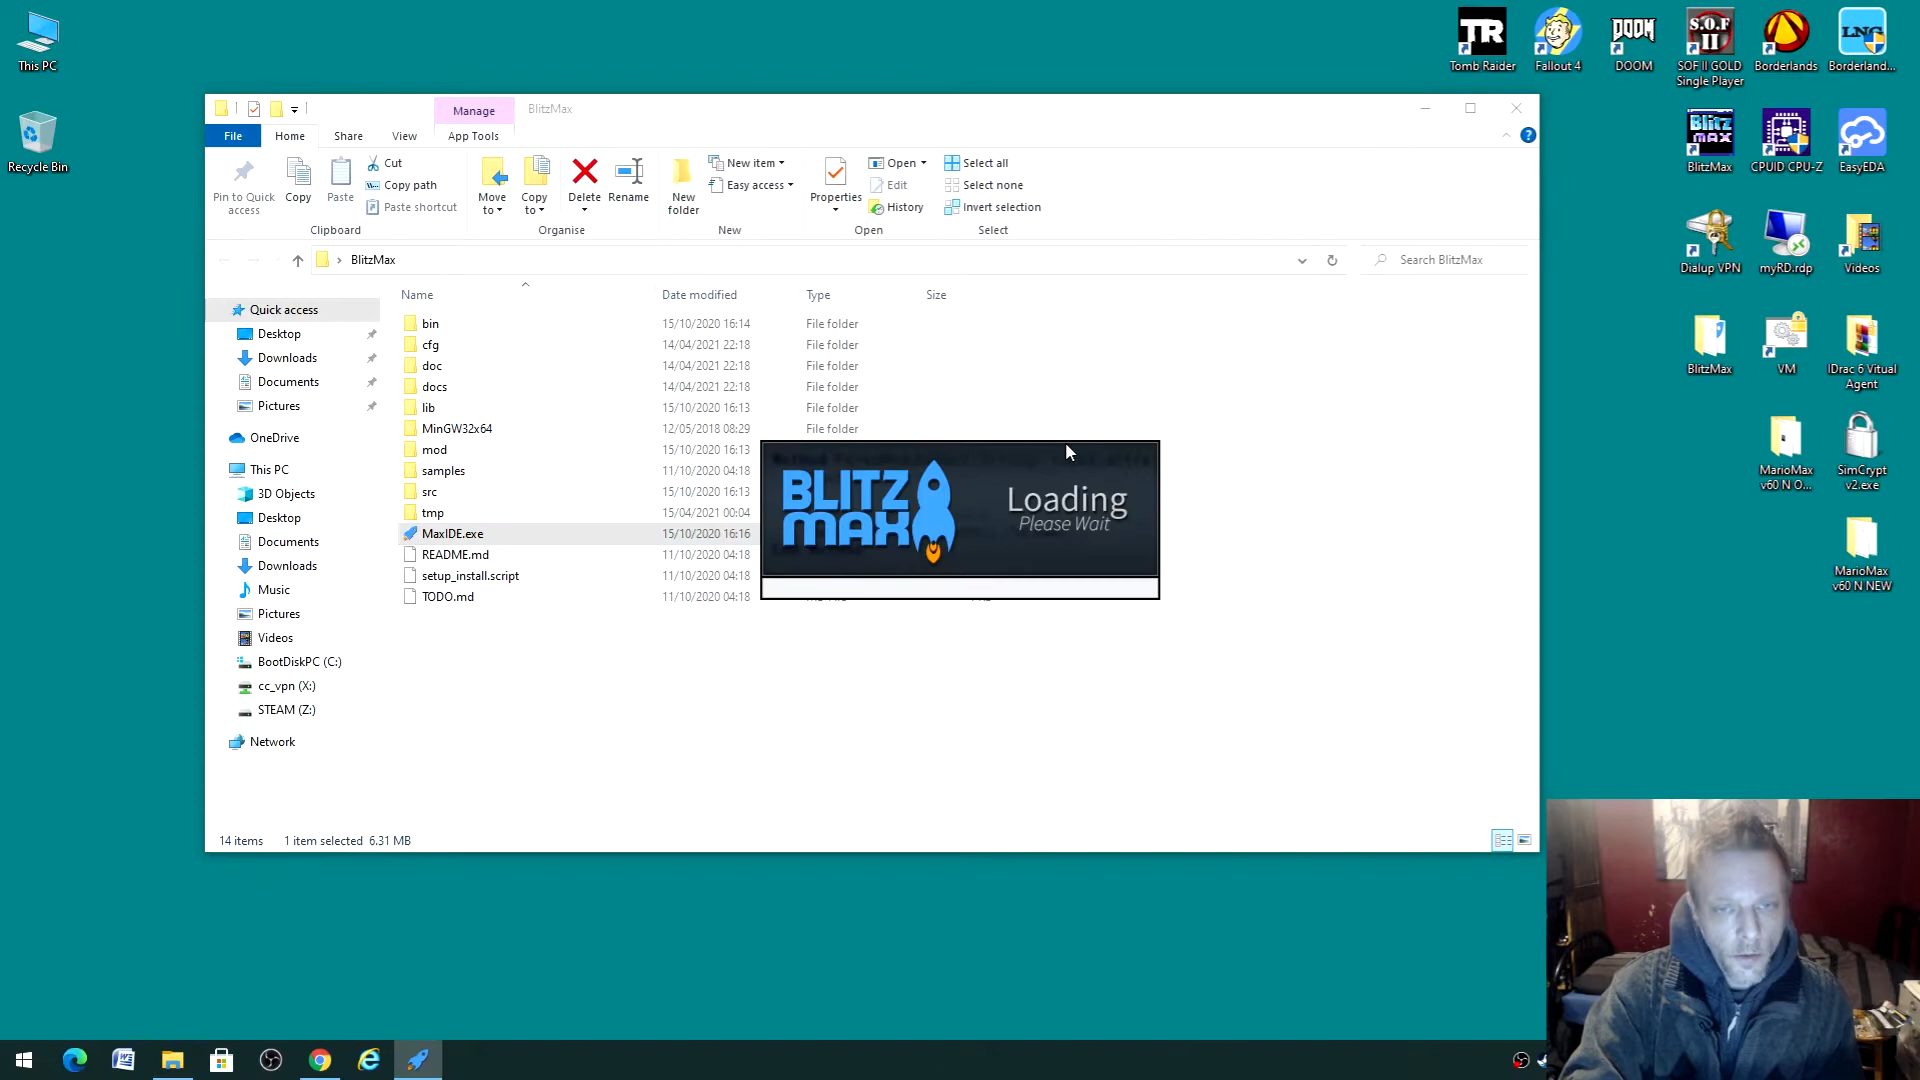 This PC
Recycle Bin
Tomb Raider
Fallout 4
DOOM
SOF II GOLD
Single Player
Borderlands
Borderland...
BlitzMax
CPUID CPU-Z
EasyEDA
Dialup VPN
myRD.rdp
Videos
BlitzMax
VM
IDrac 6 Vitual
Agent
MarioMax
v60 N O...
SimCrypt
v2.exe
MarioMax
v60 N NEW
TR
DOOM
S.O.F
II
LNG
Blitz
MAX
Manage
BlitzMax
File
Home
Share
View
App Tools
Pin to Quick
access
Copy
Paste
Cut
Copy path
Paste shortcut
Clipboard
Move
to
Copy
to
Delete
Rename
Organise
New
folder
New item
Easy access
New
Properties
Open
Edit
History
Open
Select all
Select none
Invert selection
Select
BlitzMax
Search BlitzMax
Name
Date modified
Type
Size
Quick access
Desktop
Downloads
Documents
Pictures
OneDrive
This PC
3D Objects
Desktop
Documents
Downloads
Music
Pictures
Videos
BootDiskPC (C:)
cc_vpn (X:)
STEAM (Z:)
Network
bin 15/10/2020 16:14 File folder
cfg 14/04/2021 22:18 File folder
doc 14/04/2021 22:18 File folder
docs 14/04/2021 22:18 File folder
lib 15/10/2020 16:13 File folder
MinGW32x64 12/05/2018 08:29 File folder
mod 15/10/2020 16:13
samples 11/10/2020 04:18
src 15/10/2020 16:13
tmp 15/04/2021 00:04
MaxIDE.exe 15/10/2020 16:16
README.md 11/10/2020 04:18
setup_install.script 11/10/2020 04:18
TODO.md 11/10/2020 04:18
BLITZ
MAX
Loading
Please Wait
14 items 1 item selected 6.31 MB